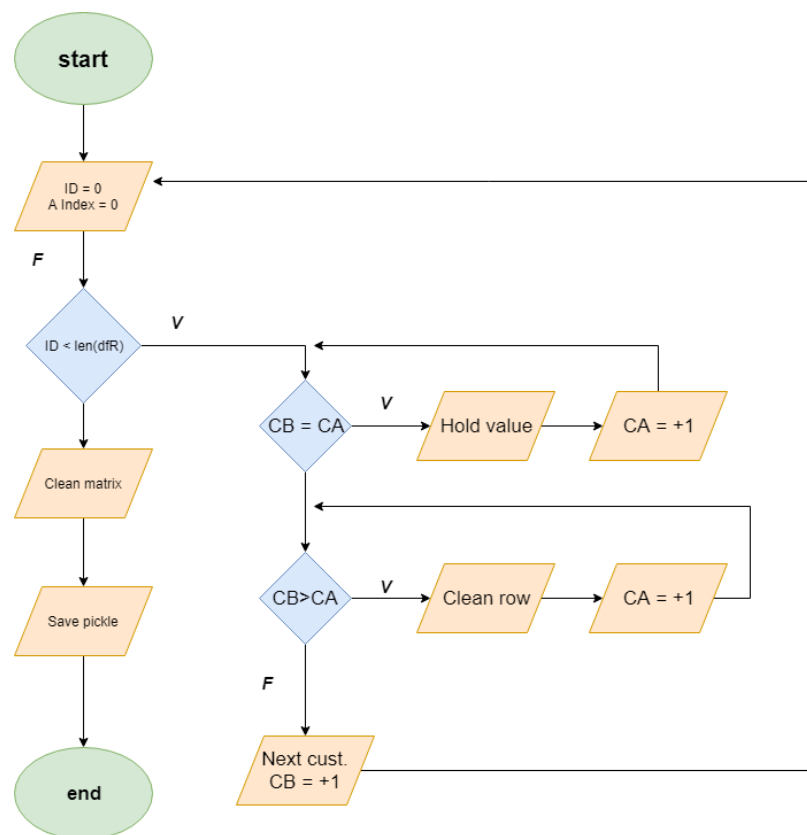 start
ID = 0
A Index = 0
F
ID < len(dfR)
V
CB = CA
V
Hold value
CA = +1
Clean matrix
CB>CA
V
Clean row
CA = +1
Save pickle
F
Next cust.
CB = +1
end